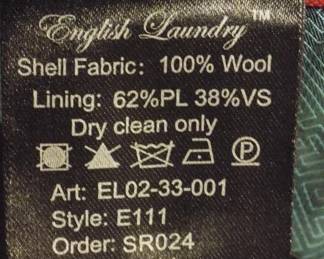 English Laundry™
Shell Fabric: 100% Wool
Lining: 62%PL 38%VS
Dry clean only
P
Art: EL02-33-001
Style: E111
Order: SR024